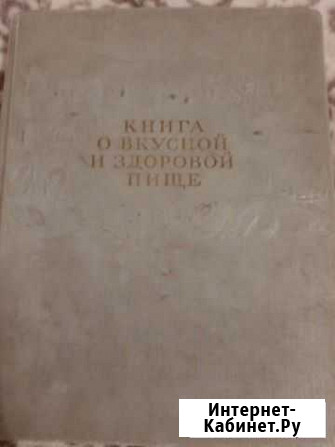 КНИГА
О ВКУСНОЙ
И ЗДОРОВОЙ
ПИЩЕ
Интернет-
Кабинет.Ру